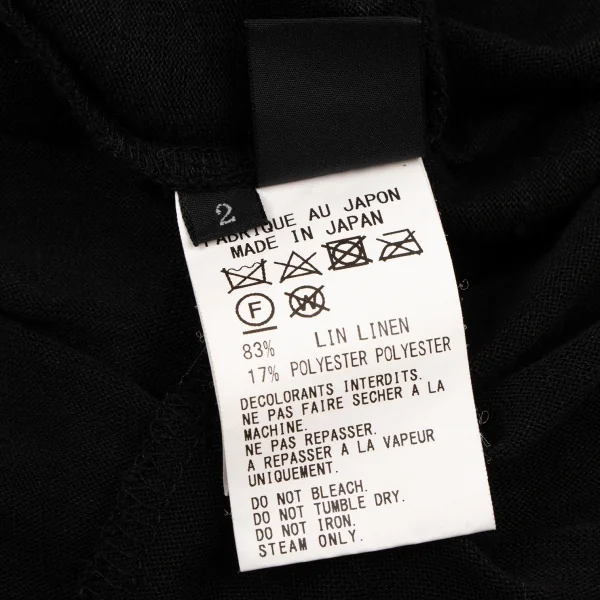 2
FABRIQUE AU JAPON
MADE IN JAPAN
F
W
83% LIN LINEN
17% POLYESTER POLYESTER
DECOLORANTS INTERDITS.
NE PAS FAIRE SECHER A LA
MACHINE.
NE PAS REPASSER.
A REPASSER A LA VAPEUR
UNIQUEMENT.
DO NOT BLEACH.
DO NOT TUMBLE DRY.
DO NOT IRON.
STEAM ONLY.